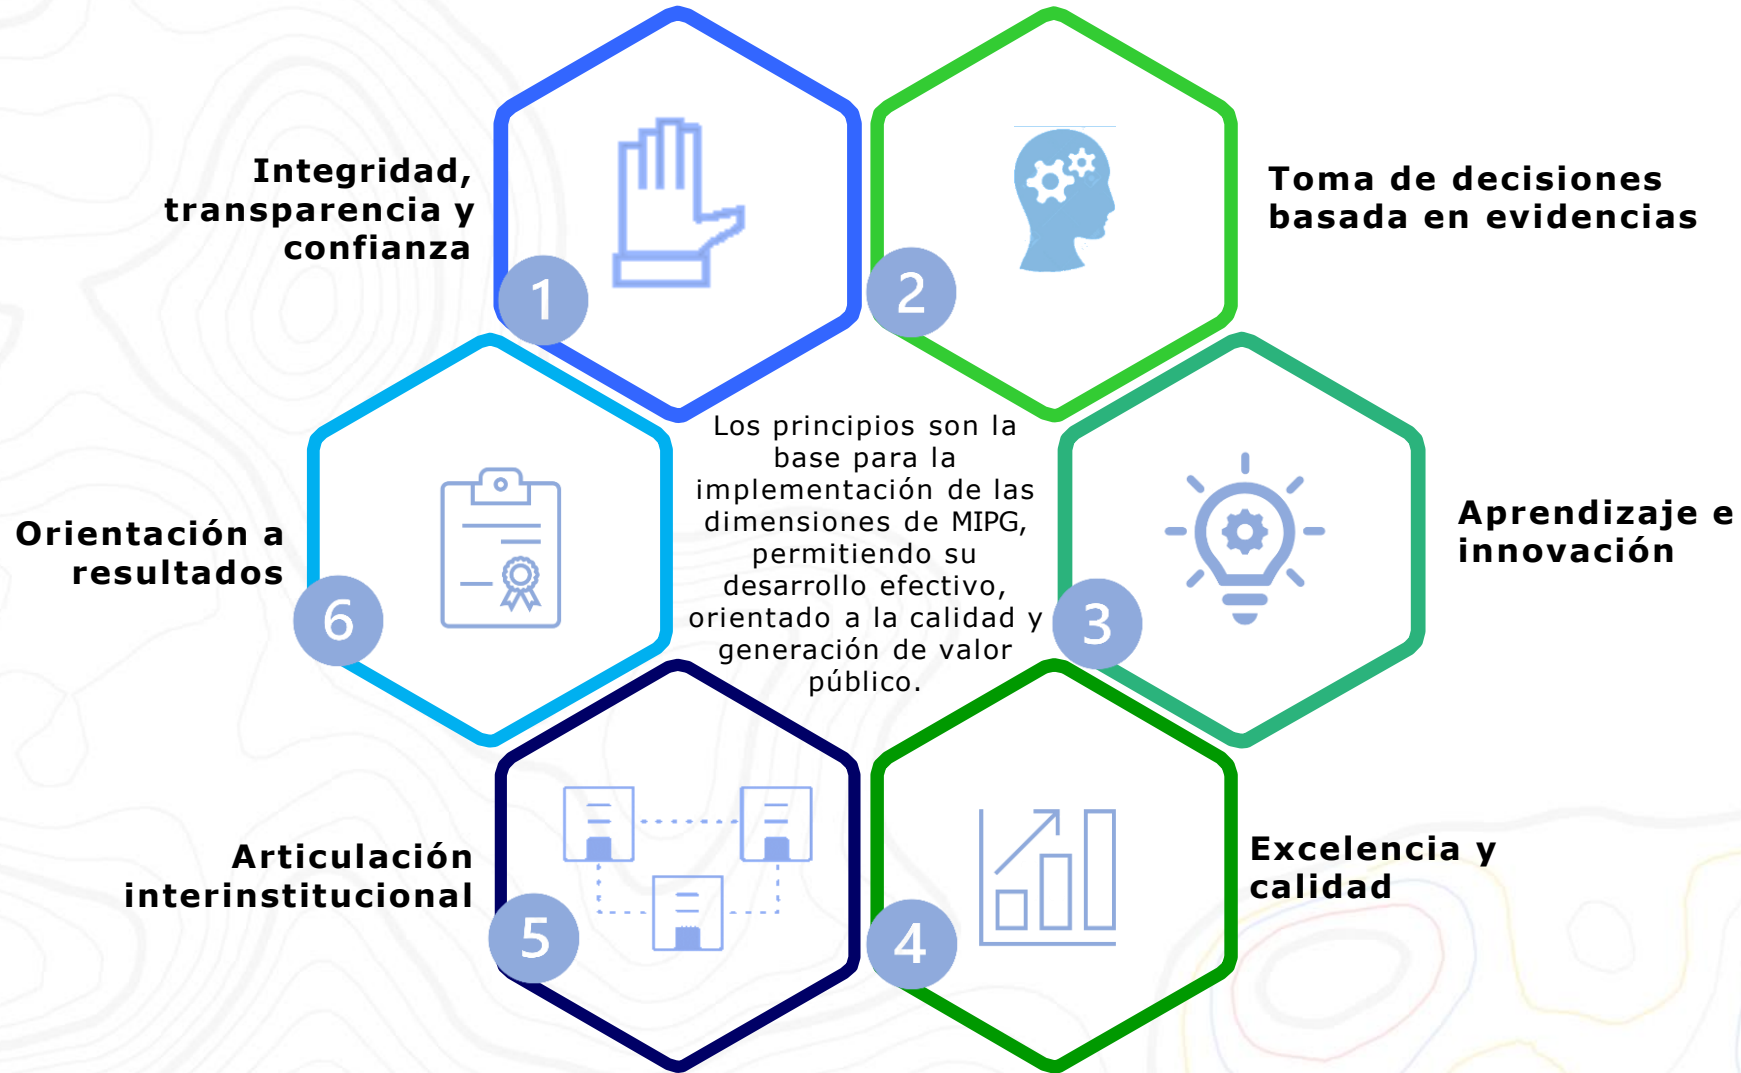 Integridad,
transparencia y
confianza
1
Toma de decisiones
basada en evidencias
2
Aprendizaje e
innovación
3
Excelencia y
calidad
4
Articulación
interinstitucional
5
Orientación a
resultados
6
Los principios son la
base para la
implementación de las
dimensiones de MIPG,
permitiendo su
desarrollo efectivo,
orientado a la calidad y
generación de valor
público.